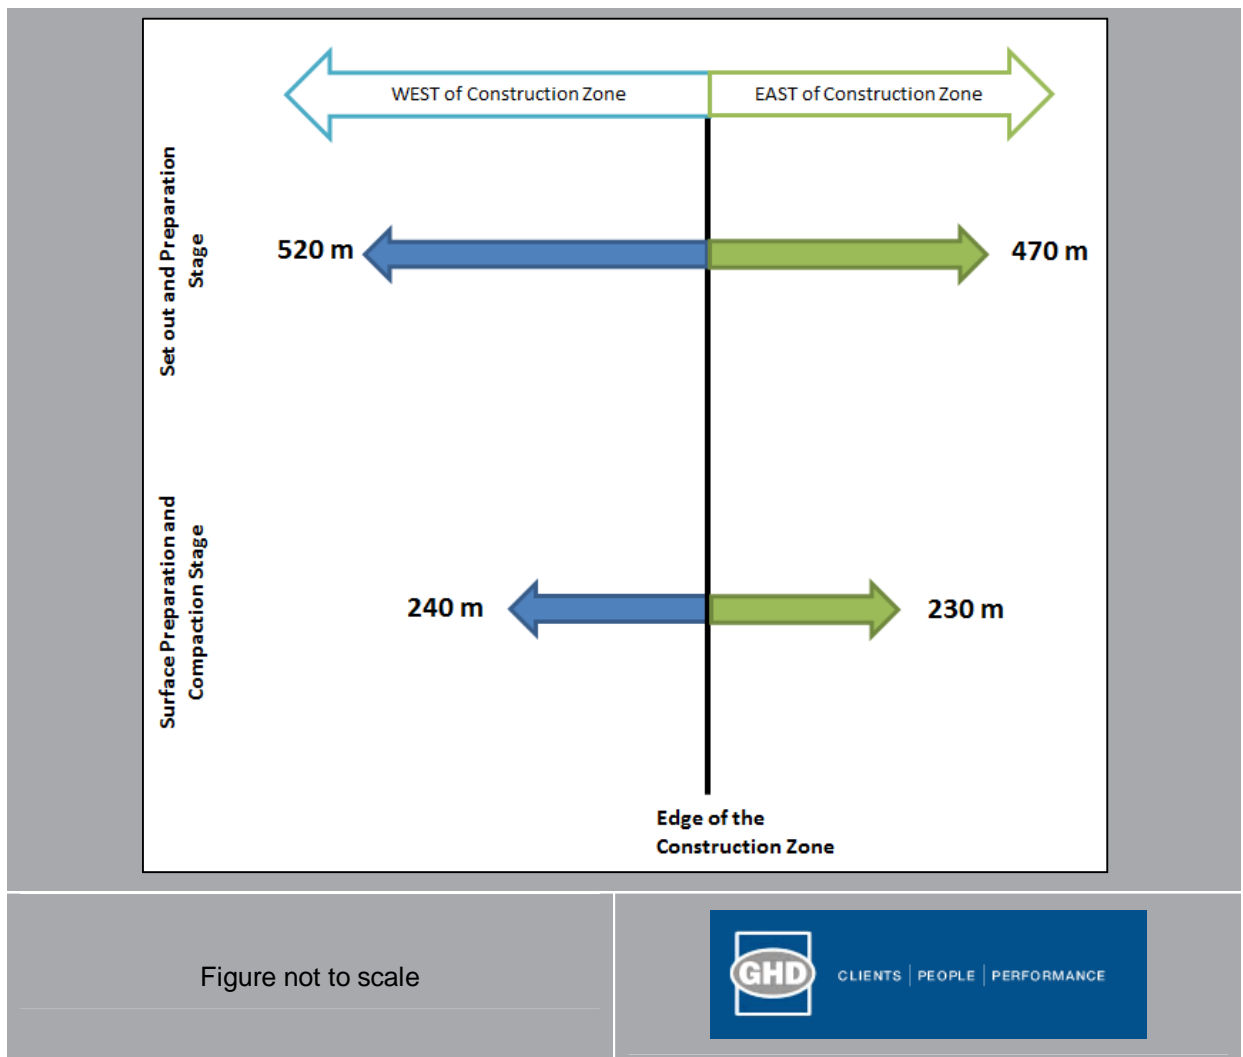 WEST of Construction Zone
EAST of Construction Zone
Set out and Preparation
Stage
520 m
470 m
Surface Preparation and
Compaction Stage
240 m
230 m
Edge of the
Construction Zone
Figure not to scale
GHD
CLIENTS | PEOPLE | PERFORMANCE